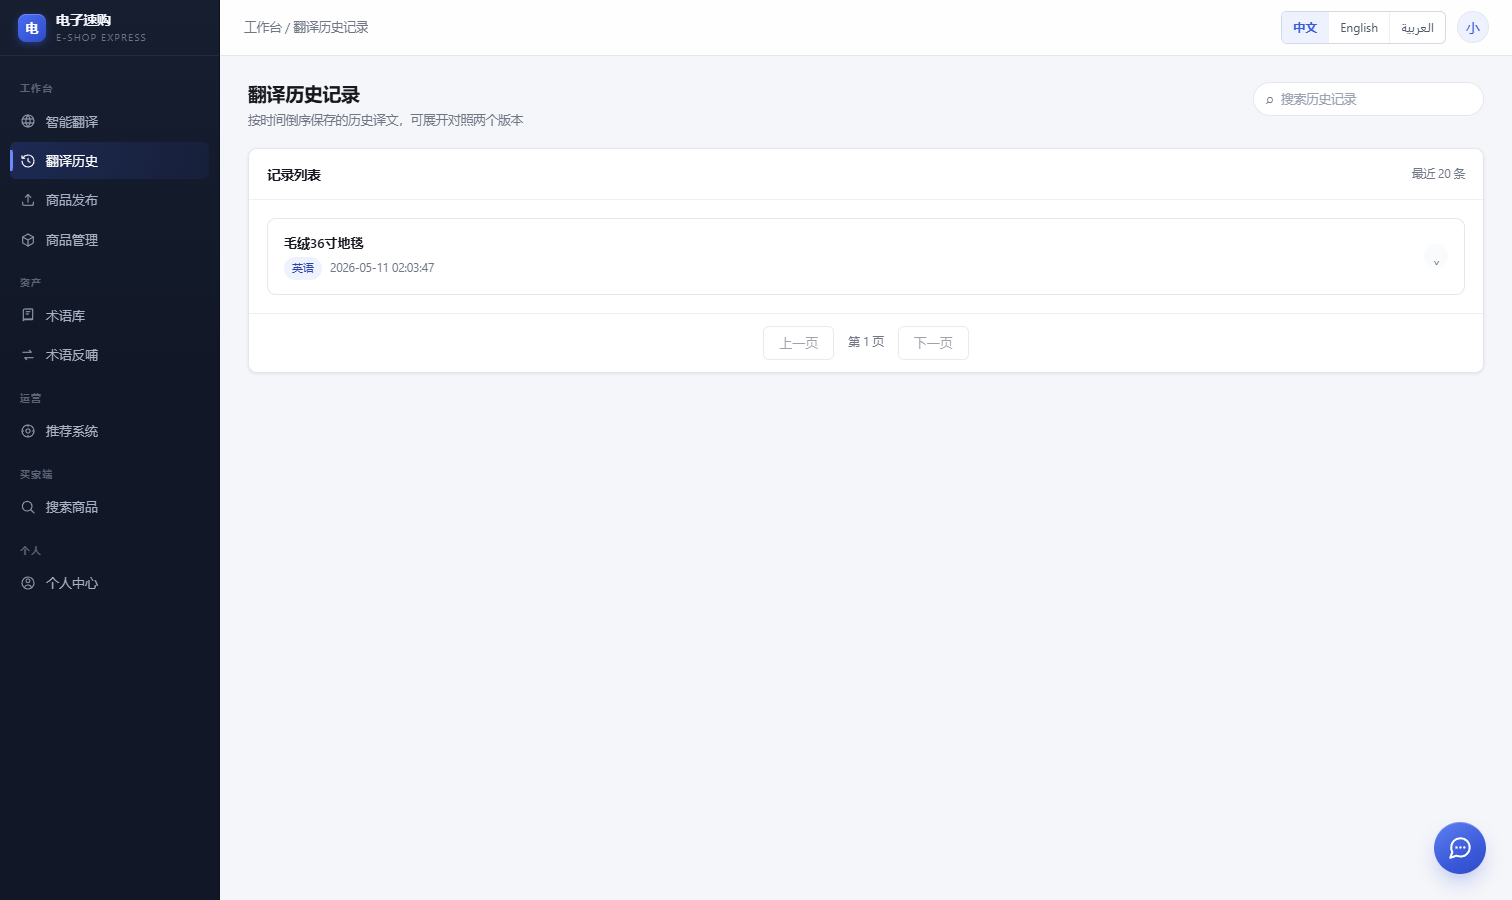 电
电子速购
E-SHOP EXPRESS
工作台
智能翻译
翻译历史
商品发布
商品管理
资产
术语库
术语反哺
运营
推荐系统
买家端
搜索商品
个人
个人中心
工作台 / 翻译历史记录
中文 English العربية
小
翻译历史记录
按时间倒序保存的历史译文，可展开对照两个版本
搜索历史记录
记录列表
最近 20 条
毛绒36寸地毯
英语 2026-05-11 02:03:47
上一页 第 1 页 下一页